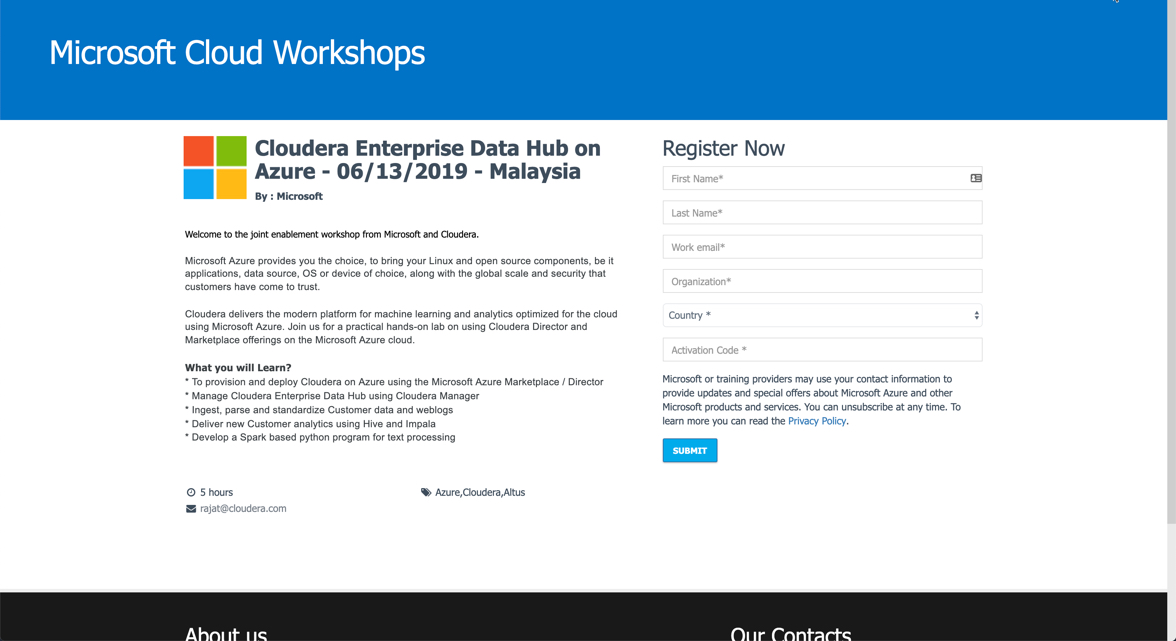 Microsoft Cloud Workshops
Cloudera Enterprise Data Hub on
Azure - 06/13/2019 - Malaysia
By : Microsoft
Welcome to the joint enablement workshop from Microsoft and Cloudera.
Microsoft Azure provides you the choice, to bring your Linux and open source components, be it
applications, data source, OS or device of choice, along with the global scale and security that
customers have come to trust.
Cloudera delivers the modern platform for machine learning and analytics optimized for the cloud
using Microsoft Azure. Join us for a practical hands-on lab on using Cloudera Director and
Marketplace offerings on the Microsoft Azure cloud.
What you will Learn?
* To provision and deploy Cloudera on Azure using the Microsoft Azure Marketplace / Director
* Manage Cloudera Enterprise Data Hub using Cloudera Manager
* Ingest, parse and standardize Customer data and weblogs
* Deliver new Customer analytics using Hive and Impala
* Develop a Spark based python program for text processing
5 hours
Azure,Cloudera,Altus
rajat@cloudera.com
Register Now
First Name*
Last Name*
Work email*
Organization*
Country *
Activation Code *
Microsoft or training providers may use your contact information to
provide updates and special offers about Microsoft Azure and other
Microsoft products and services. You can unsubscribe at any time. To
learn more you can read the Privacy Policy.
SUBMIT
About us
Our Contacts